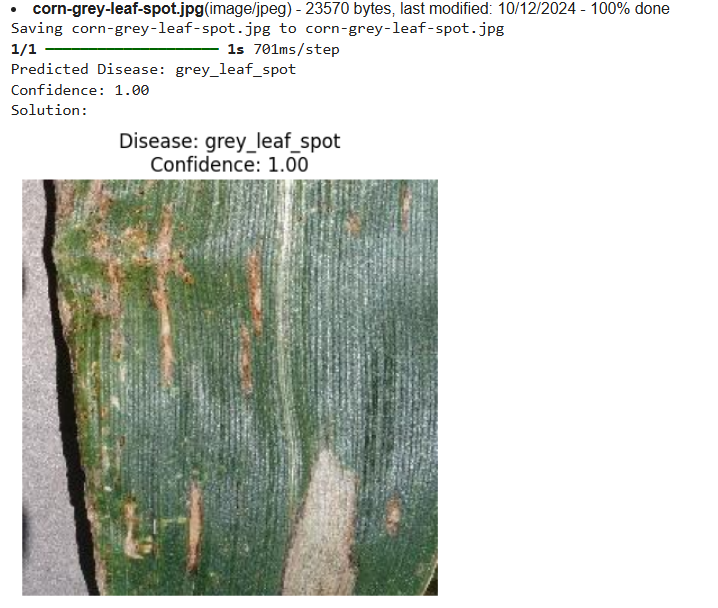 • corn-grey-leaf-spot.jpg(image/jpeg) - 23570 bytes, last modified: 10/12/2024 - 100% done
Saving corn-grey-leaf-spot.jpg to corn-grey-leaf-spot.jpg
1/1 ━━━━━━━━━━━━━━━━━━━━ 1s 701ms/step
Predicted Disease: grey_leaf_spot
Confidence: 1.00
Solution:
Disease: grey_leaf_spot
Confidence: 1.00